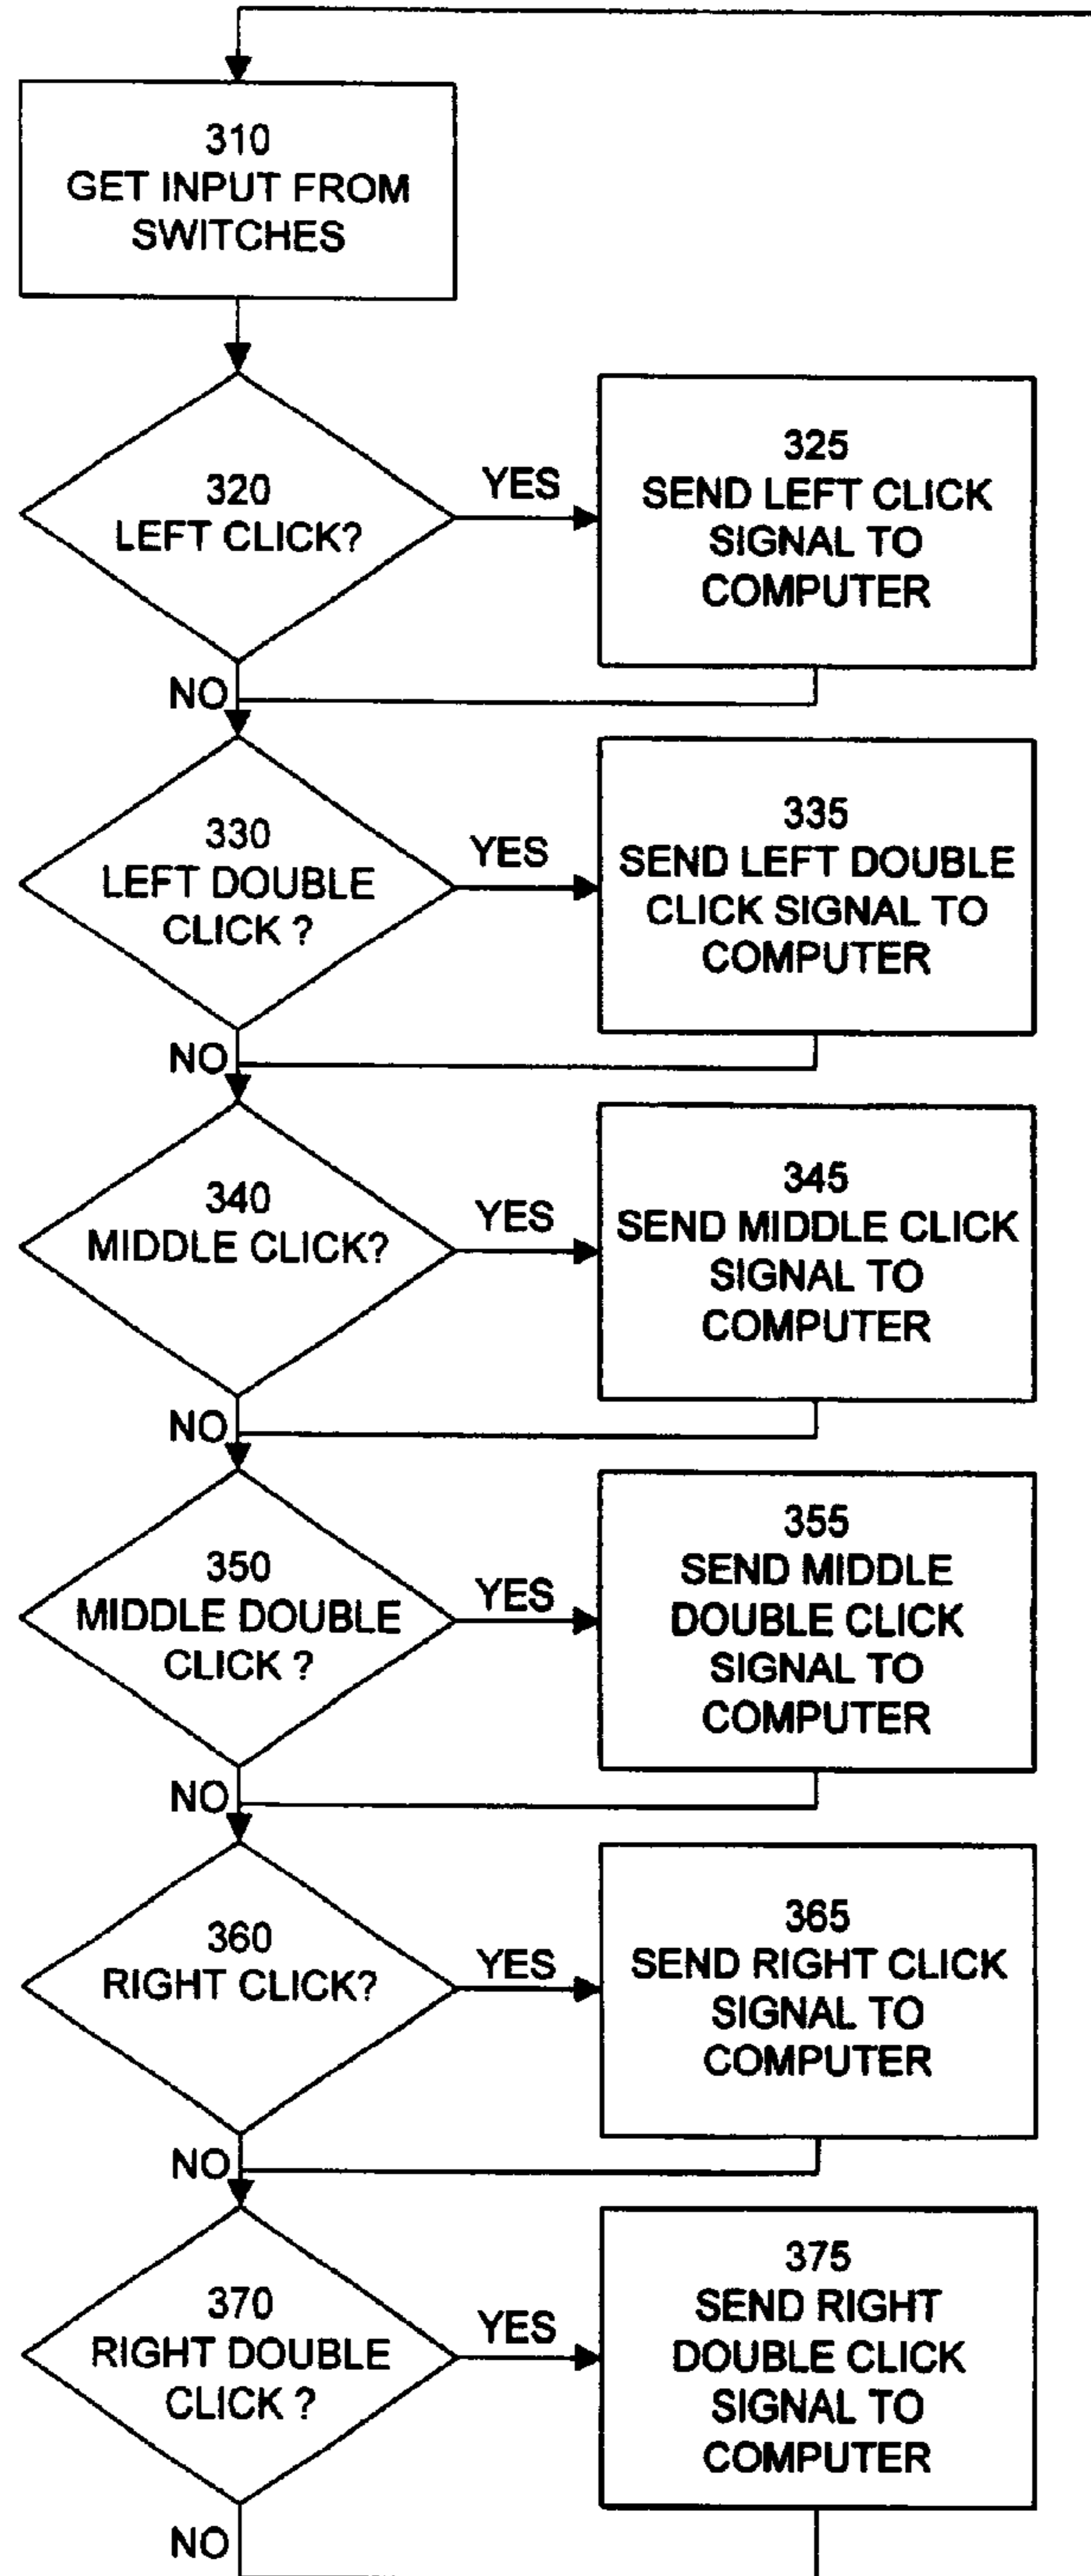 310
GET INPUT FROM
SWITCHES
320
LEFT CLICK?
YES
325
SEND LEFT CLICK
SIGNAL TO
COMPUTER
NO
330
LEFT DOUBLE
CLICK ?
YES
335
SEND LEFT DOUBLE
CLICK SIGNAL TO
COMPUTER
NO
340
MIDDLE CLICK?
YES
345
SEND MIDDLE CLICK
SIGNAL TO
COMPUTER
NO
350
MIDDLE DOUBLE
CLICK ?
YES
355
SEND MIDDLE
DOUBLE CLICK
SIGNAL TO
COMPUTER
NO
360
RIGHT CLICK?
YES
365
SEND RIGHT CLICK
SIGNAL TO
COMPUTER
NO
370
RIGHT DOUBLE
CLICK ?
YES
375
SEND RIGHT
DOUBLE CLICK
SIGNAL TO
COMPUTER
NO